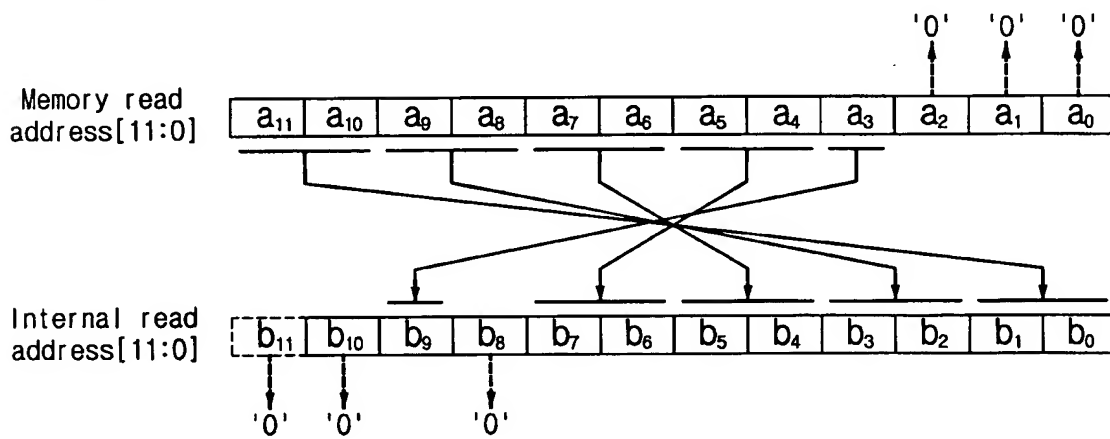 '0' '0' '0'
Memory read
address[11:0]
a₁₁ a₁₀ a₉ a₈ a₇ a₆ a₅ a₄ a₃ a₂ a₁ a₀
Internal read
address[11:0]
b₁₁ b₁₀ b₉ b₈ b₇ b₆ b₅ b₄ b₃ b₂ b₁ b₀
'0' '0' '0'